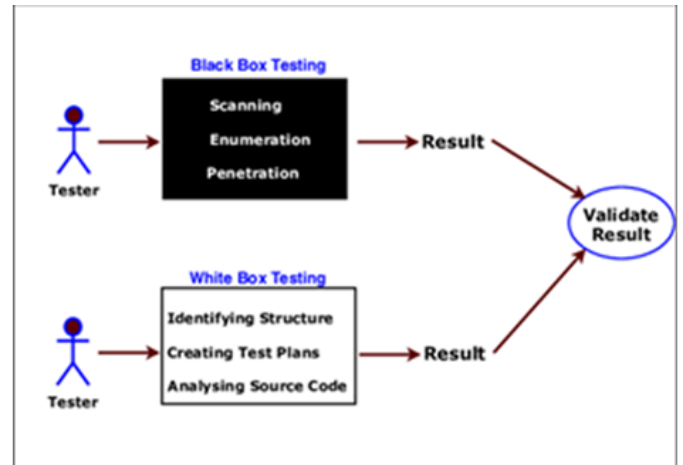 Black Box Testing
Scanning
Enumeration
Penetration
Tester
Result
Validate
Result
White Box Testing
Identifying Structure
Creating Test Plans
Analysing Source Code
Tester
Result